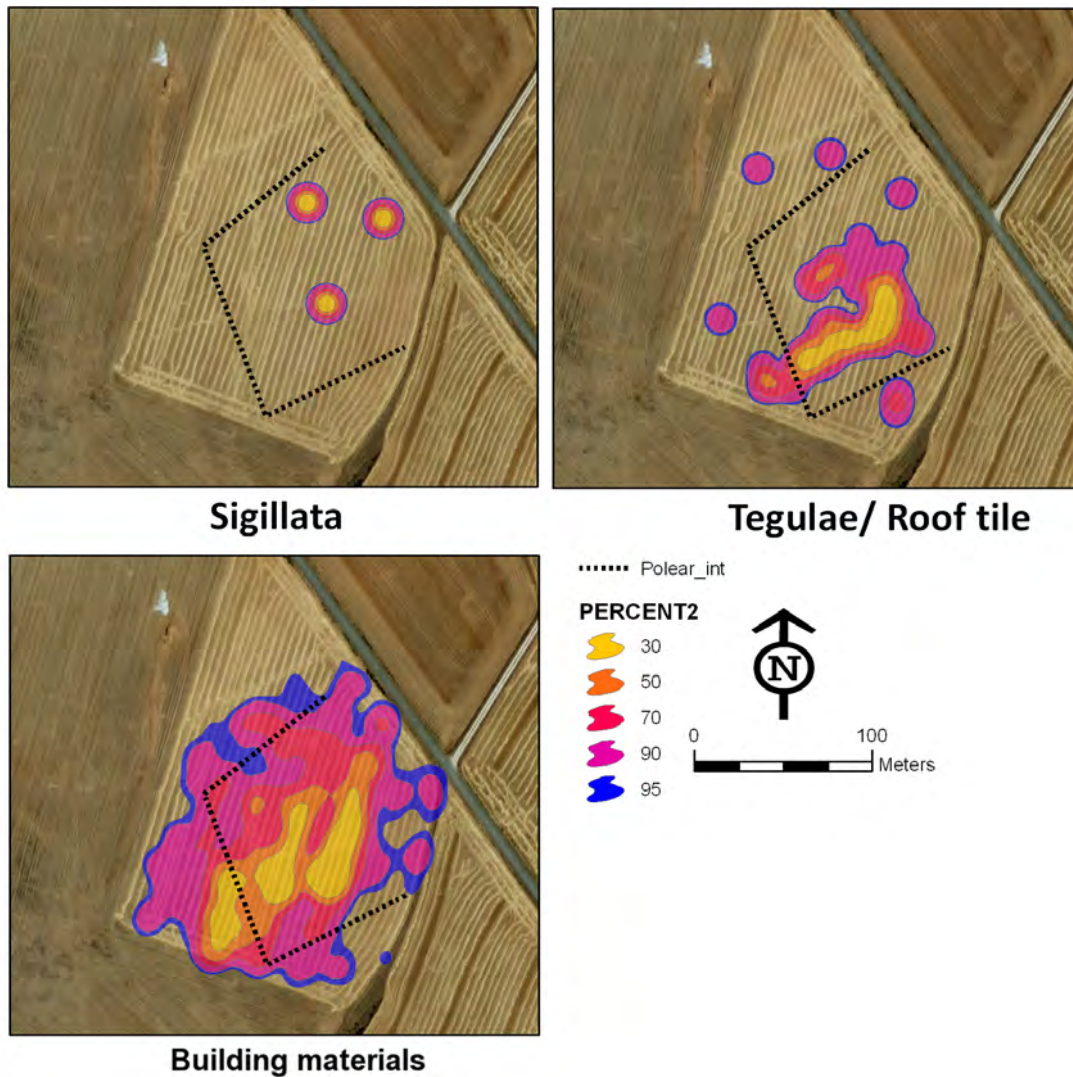 Sigillata
Tegulae/ Roof tile
Polear_int
PERCENT2
30
50
70
90
95
N
0 100
Meters
Building materials